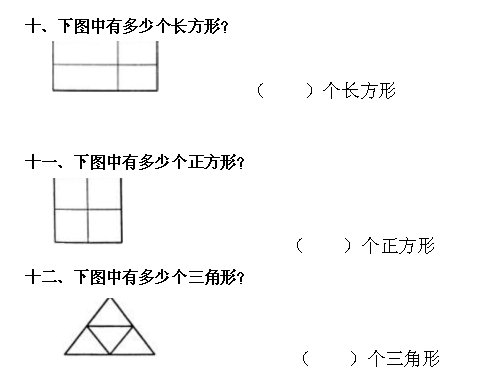 十、下图中有多少个长方形？
（　　）个长方形
十一、下图中有多少个正方形？
（　　）个正方形
十二、下图中有多少个三角形？
（　　）个三角形